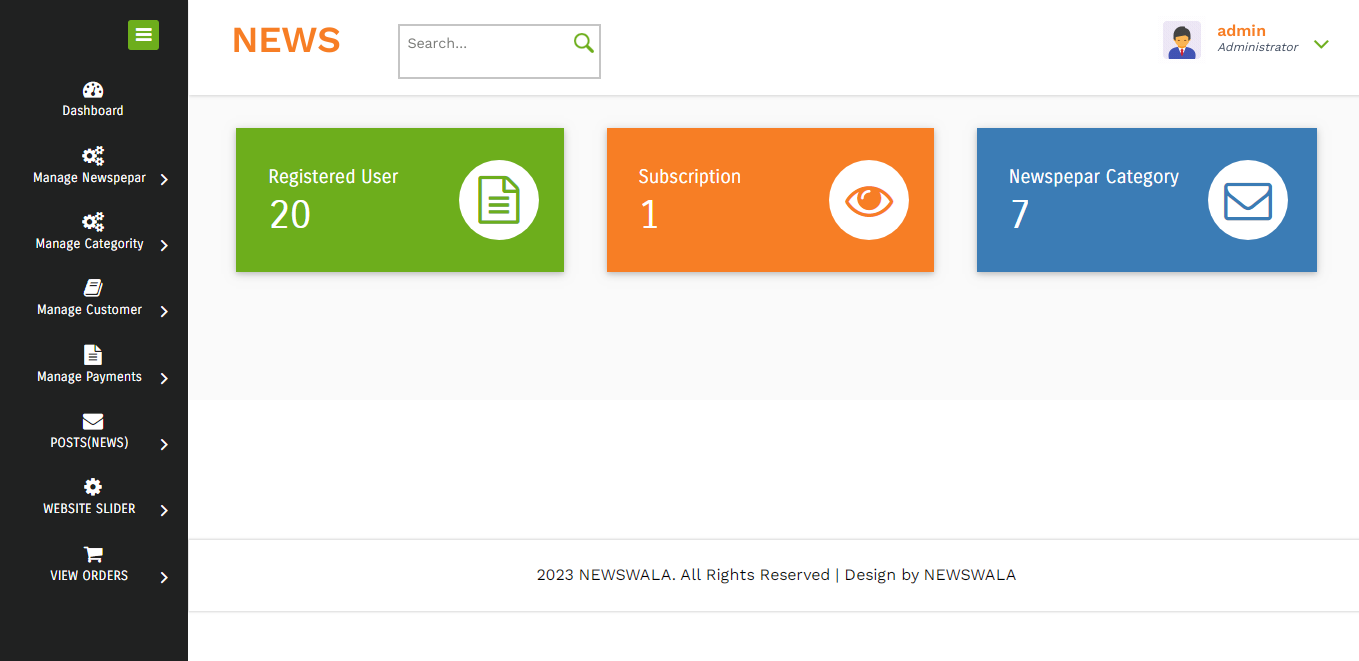 NEWS
Search...
admin
Administrator
Dashboard
Manage Newspepar
Manage Categority
Manage Customer
Manage Payments
POSTS(NEWS)
WEBSITE SLIDER
VIEW ORDERS
Registered User
20
Subscription
1
Newspepar Category
7
2023 NEWSWALA. All Rights Reserved | Design by NEWSWALA